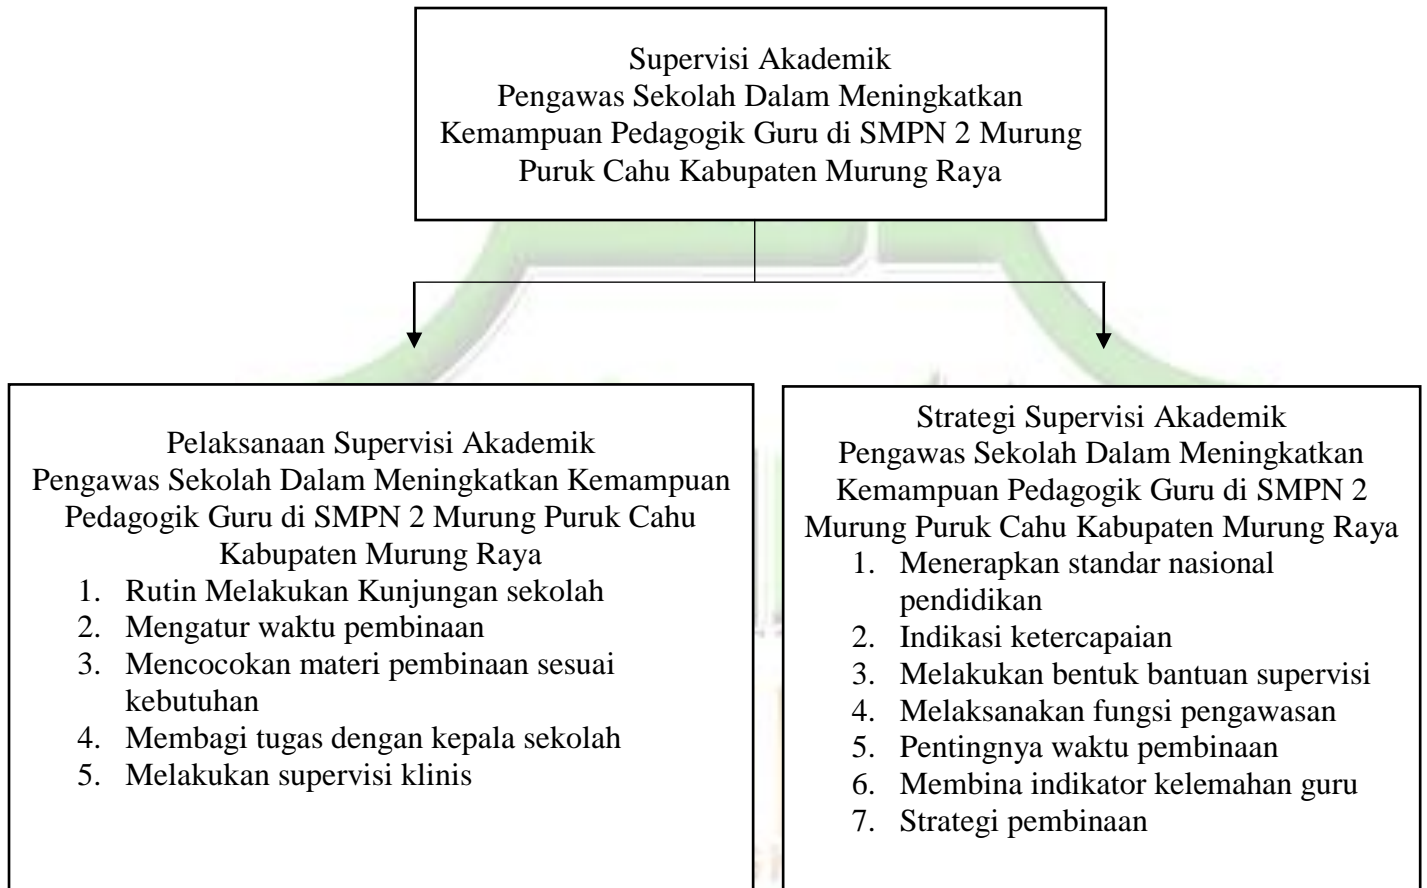 Supervisi Akademik
Pengawas Sekolah Dalam Meningkatkan
Kemampuan Pedagogik Guru di SMPN 2 Murung
Puruk Cahu Kabupaten Murung Raya
Pelaksanaan Supervisi Akademik
Pengawas Sekolah Dalam Meningkatkan Kemampuan
Pedagogik Guru di SMPN 2 Murung Puruk Cahu
Kabupaten Murung Raya
1. Rutin Melakukan Kunjungan sekolah
2. Mengatur waktu pembinaan
3. Mencocokan materi pembinaan sesuai
kebutuhan
4. Membagi tugas dengan kepala sekolah
5. Melakukan supervisi klinis
Strategi Supervisi Akademik
Pengawas Sekolah Dalam Meningkatkan
Kemampuan Pedagogik Guru di SMPN 2
Murung Puruk Cahu Kabupaten Murung Raya
1. Menerapkan standar nasional
pendidikan
2. Indikasi ketercapaian
3. Melakukan bentuk bantuan supervisi
4. Melaksanakan fungsi pengawasan
5. Pentingnya waktu pembinaan
6. Membina indikator kelemahan guru
7. Strategi pembinaan